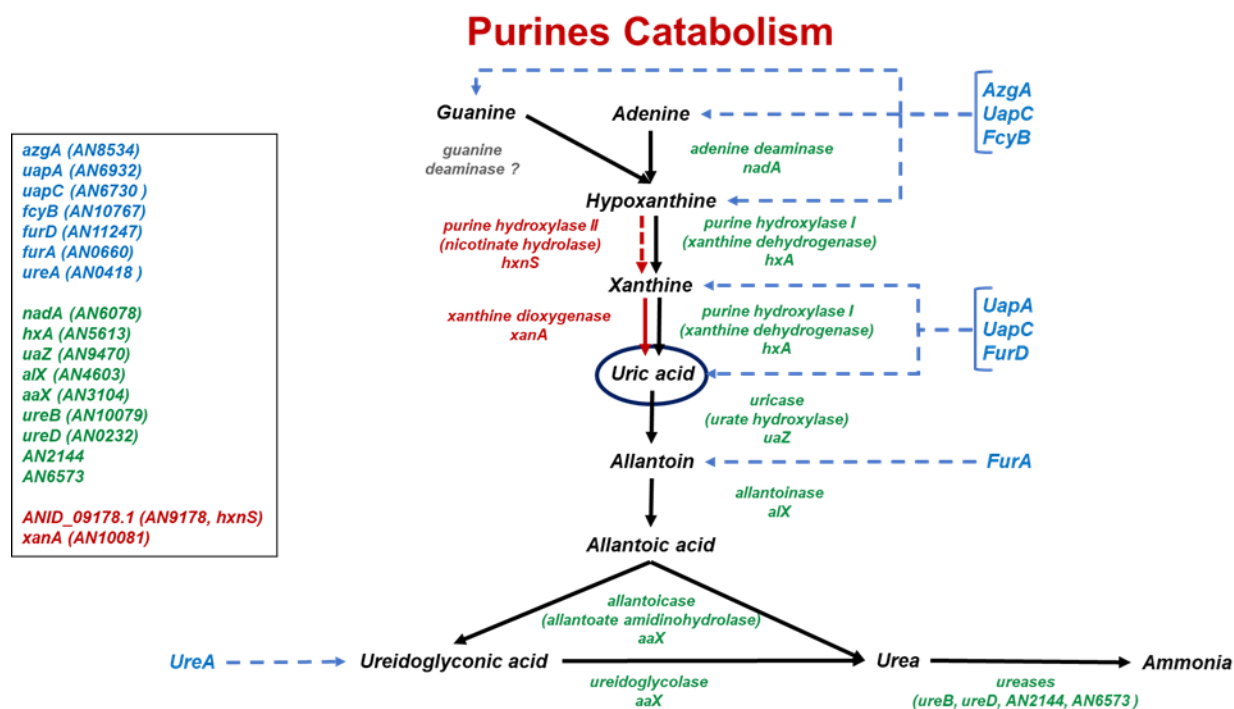 Purines Catabolism
azgA (AN8534)
uapA (AN6932)
uapC (AN6730 )
fcyB (AN10767)
furD (AN11247)
furA (AN0660)
ureA (AN0418 )
nadA (AN6078)
hxA (AN5613)
uaZ (AN9470)
alX (AN4603)
aaX (AN3104)
ureB (AN10079)
ureD (AN0232)
AN2144
AN6573
ANID_09178.1 (AN9178, hxnS)
xanA (AN10081)
Guanine
Adenine
AzgA
UapC
FcyB
guanine
deaminase ?
adenine deaminase
nadA
Hypoxanthine
purine hydroxylase II
(nicotinate hydrolase)
hxnS
purine hydroxylase I
(xanthine dehydrogenase)
hxA
Xanthine
xanthine dioxygenase
xanA
purine hydroxylase I
(xanthine dehydrogenase)
hxA
UapA
UapC
FurD
Uric acid
uricase
(urate hydroxylase)
uaZ
Allantoin
FurA
allantoinase
alX
Allantoic acid
allantoicase
(allantoate amidinohydrolase)
aaX
UreA
Ureidoglyconic acid
Urea
Ammonia
ureidoglycolase
aaX
ureases
(ureB, ureD, AN2144, AN6573 )